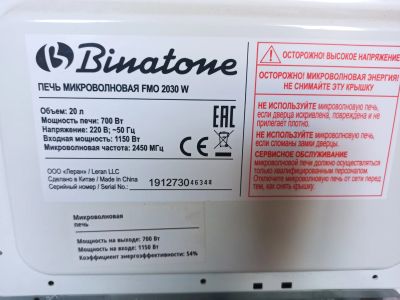 Binatone
ПЕЧЬ МИКРОВОЛНОВАЯ FMO 2030 W
Объем: 20 л
Мощность печи: 700 Вт
Напряжение: 220 В; ~50 Гц
Входная мощность: 1150 Вт
Микроволновая частота: 2450 МГц
EAC
CE
ООО «Леран» / Leran LLC
Сделано в Китае / Made in China
Серийный номер / Serial No.: 191273046348
Микроволновая
печь
Мощность на выходе: 700 Вт
Мощность на входе: 1150 Вт
Коэффициент энергоэффективности: 54%
ОСТОРОЖНО! ВЫСОКОЕ НАПРЯЖЕНИЕ
ОСТОРОЖНО! МИКРОВОЛНОВАЯ ЭНЕРГИЯ!
НЕ СНИМАЙТЕ ЭТУ КРЫШКУ
НЕ ИСПОЛЬЗУЙТЕ микроволновую печь,
если дверца искривлена, повреждена и не
прилегает плотно.
НЕ ИСПОЛЬЗУЙТЕ микроволновую печь,
если сломаны замки дверцы.
СЕРВИСНОЕ ОБСЛУЖИВАНИЕ
микроволновой печи должно осуществляться
только квалифицированным персоналом.
Отключите микроволновую печь от сети перед
тем, как снять крышку.